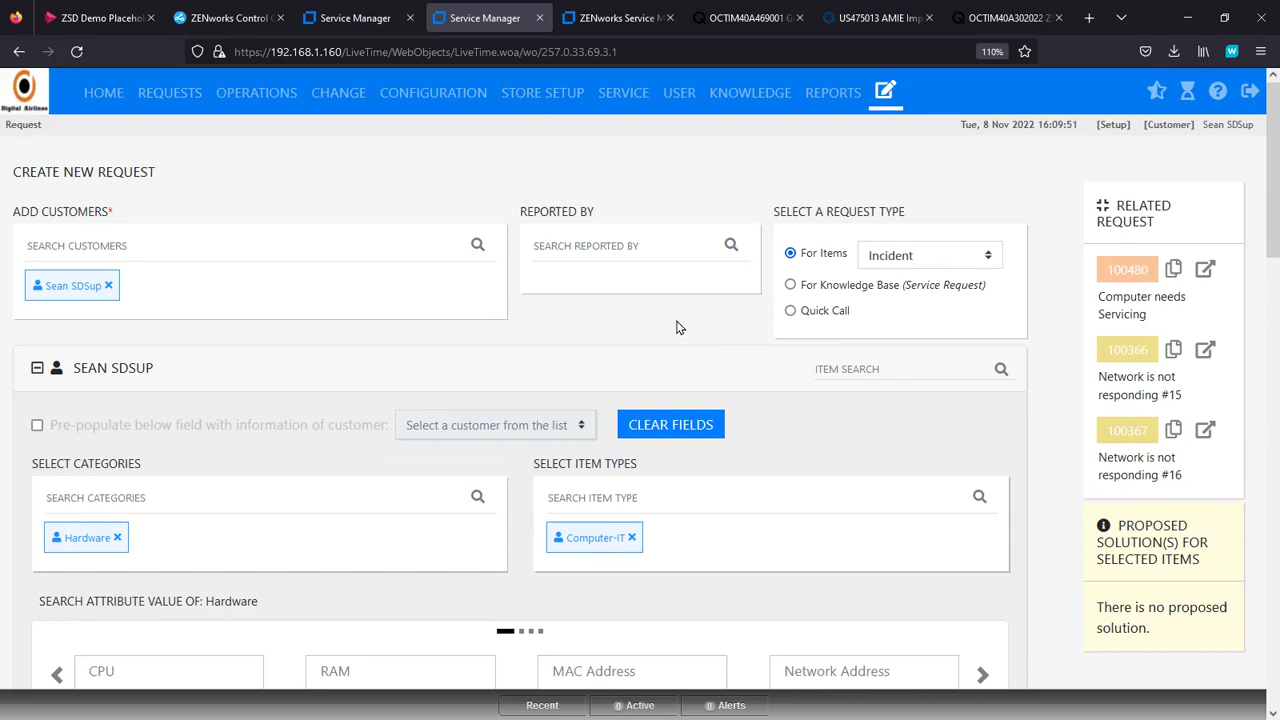 ZSD Demo Placehol
ZENworks Control C
Service Manager
Service Manager
ZENworks Service M
OCTIM40A469001 G
US475013 AMIE Imp
OCTIM40A302022 Z
https://192.168.1.160/LiveTime/WebObjects/LiveTime.woa/wo/257.0.33.69.3.1
110%
Digital Airlines
HOME REQUESTS OPERATIONS CHANGE CONFIGURATION STORE SETUP SERVICE USER KNOWLEDGE REPORTS
Request
Tue, 8 Nov 2022 16:09:51 [Setup] [Customer] Sean SDSup
CREATE NEW REQUEST
ADD CUSTOMERS*
SEARCH CUSTOMERS
Sean SDSup
REPORTED BY
SEARCH REPORTED BY
SELECT A REQUEST TYPE
For Items
Incident
For Knowledge Base (Service Request)
Quick Call
SEAN SDSUP
ITEM SEARCH
Pre-populate below field with information of customer:
Select a customer from the list
CLEAR FIELDS
SELECT CATEGORIES
SEARCH CATEGORIES
Hardware
SELECT ITEM TYPES
SEARCH ITEM TYPE
Computer-IT
SEARCH ATTRIBUTE VALUE OF: Hardware
CPU
RAM
MAC Address
Network Address
RELATED
REQUEST
100480
Computer needs
Servicing
100366
Network is not
responding #15
100367
Network is not
responding #16
PROPOSED
SOLUTION(S) FOR
SELECTED ITEMS
There is no proposed
solution.
Recent
0 Active
0 Alerts